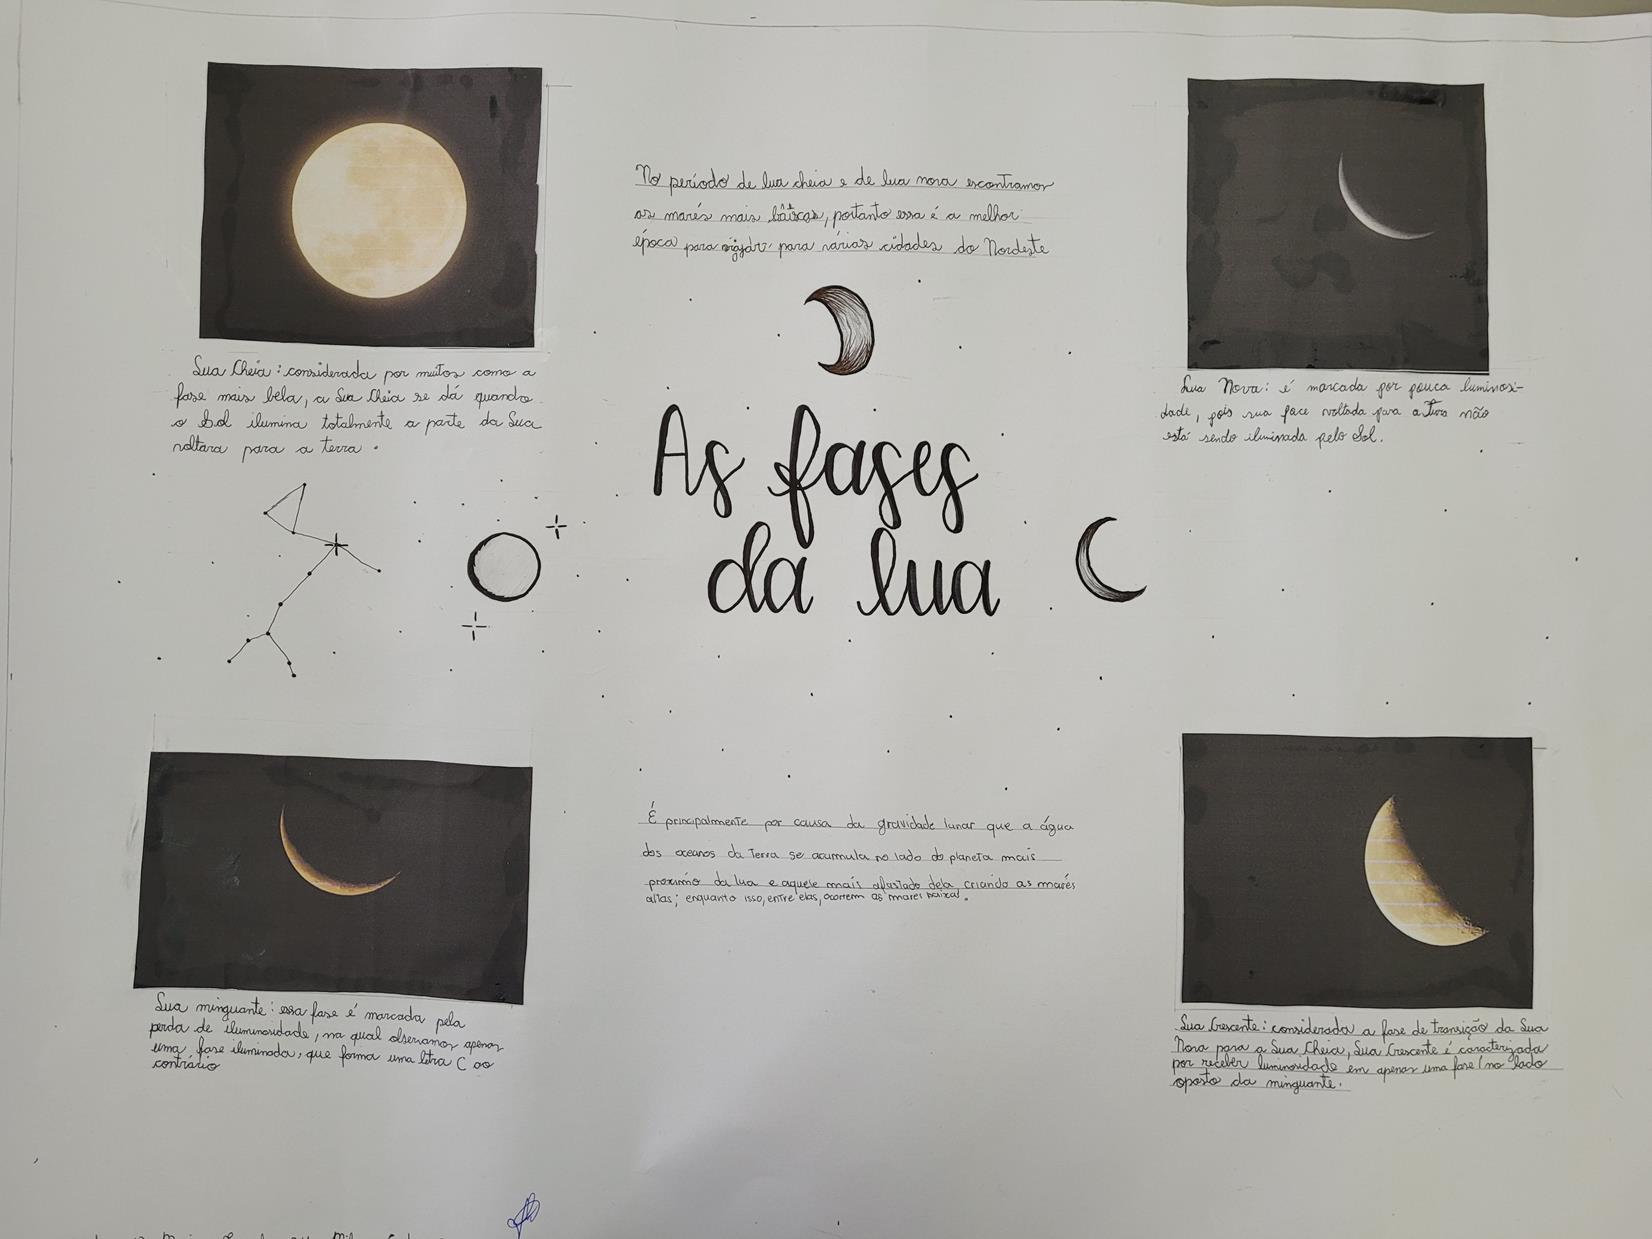 No período de lua cheia e de lua nova escontramos
as marés mais baixas, portanto essa é a melhor
época para viajar para várias cidades do Nordeste
Lua Cheia: considerada por muitos como a
fase mais bela, a Lua Cheia se dá quando
o Sol ilumina totalmente a parte da Lua
voltara para a terra.
Lua Nova: é marcada por pouca luminosi-
dade, pois sua face voltada para a Terra não
está sendo iluminada pelo Sol.
As fases
da lua
É principalmente por causa da gravidade lunar que a água
dos oceanos da Terra se acumula no lado do planeta mais
proximo da lua e aquele mais afastado dela, criando as marés
altas; enquanto isso, entre elas, ocorrem as marés baixas.
Lua minguante: essa fase é marcada pela
perda de iluminosidade, na qual observamos apenas
uma fase iluminada, que forma uma letra C ao
contrário
Lua Crescente: considerada a fase de transição da Lua
Nova para a Lua Cheia, Lua Crescente é caracterizada
por receber luminosidade em apenas uma fase/no lado
oposto da minguante.